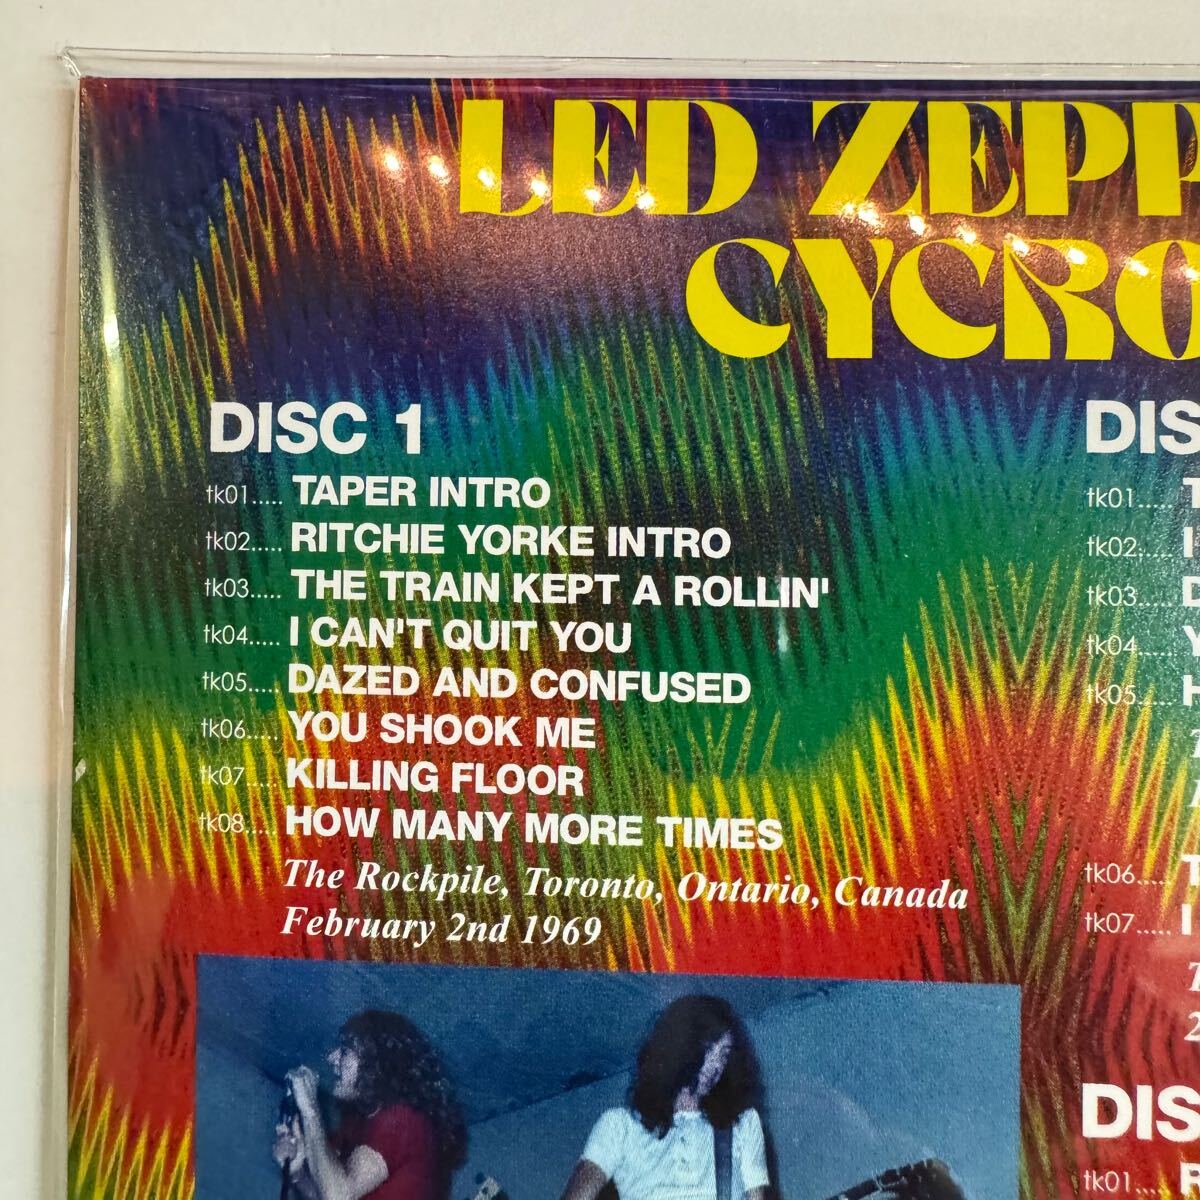 LED ZEPP
CYCRO
DISC 1
tk01..... TAPER INTRO
tk02..... RITCHIE YORKE INTRO
tk03..... THE TRAIN KEPT A ROLLIN'
tk04..... I CAN'T QUIT YOU
tk05..... DAZED AND CONFUSED
tk06..... YOU SHOOK ME
tk07..... KILLING FLOOR
tk08..... HOW MANY MORE TIMES
The Rockpile, Toronto, Ontario, Canada
February 2nd 1969
DIS
tk01..... T
tk02..... I
tk03..... D
tk04..... Y
tk05..... H
tk06..... T
tk07..... I
T
2
DIS
tk01.....